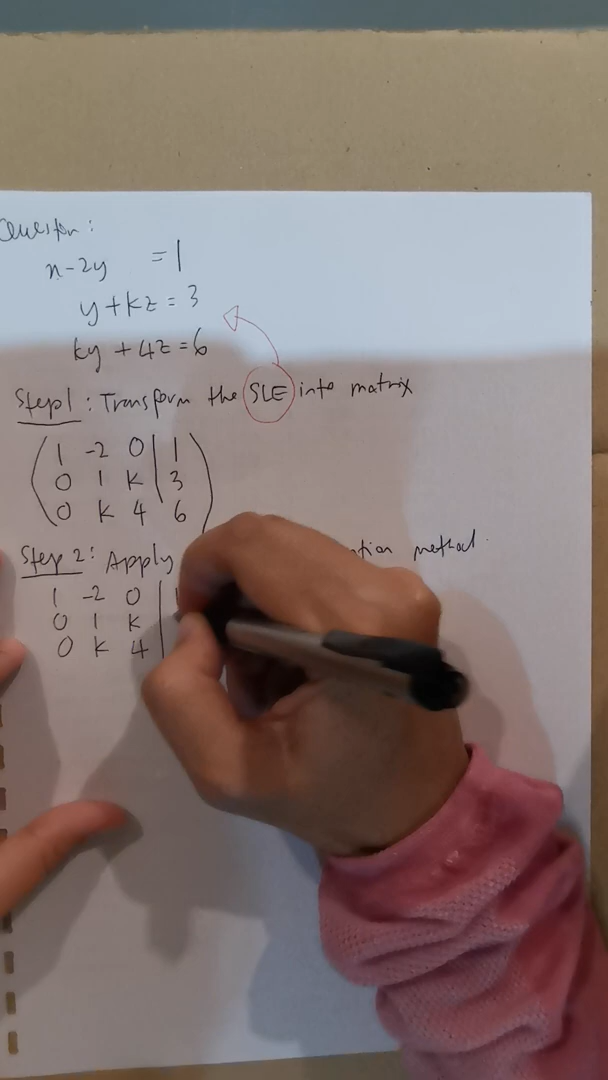 Question:
x-2y = 1
y+kz = 3
ky + 4z = 6
Step 1: Transform the SLE into matrix
1 -2 0 | 1
0 1 k | 3
0 k 4 6
Step 2: Apply method.
1 -2 0 | 1
0 1 k |
0 k 4 |